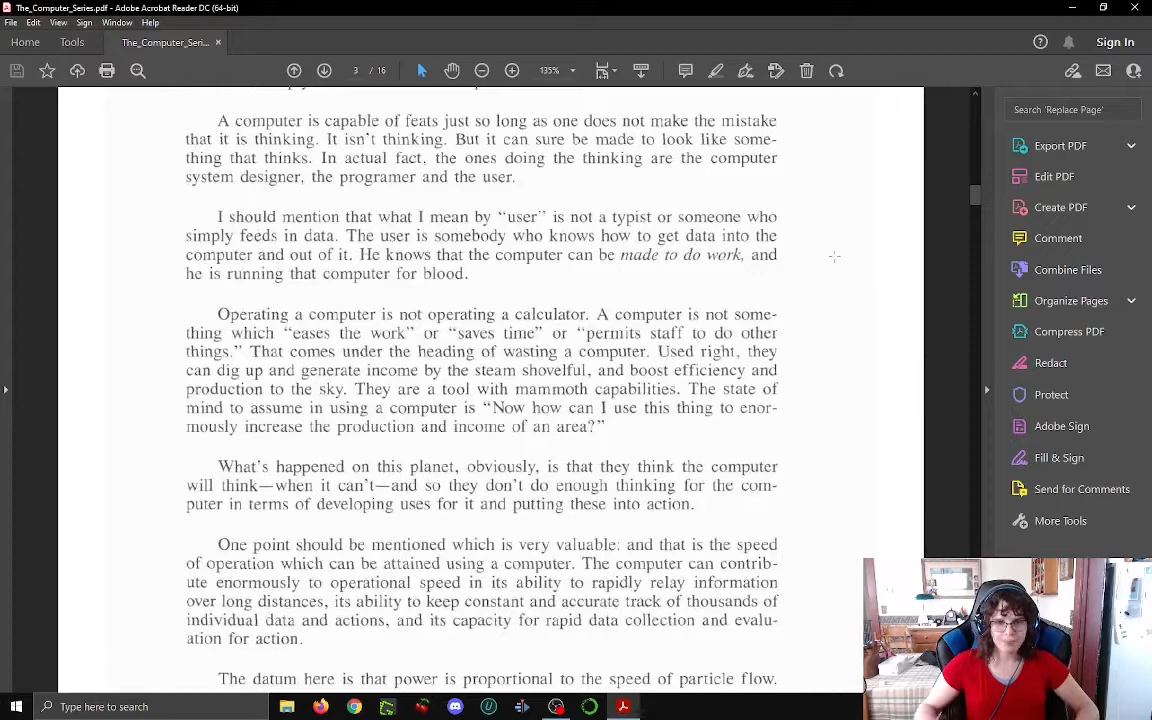 The_Computer_Series.pdf - Adobe Acrobat Reader DC (64-bit)
File Edit View Sign Window Help
Home Tools The_Computer_Seri... × Sign In
3 / 16 135%
A computer is capable of feats just so long as one does not make the mistake
that it is thinking. It isn't thinking. But it can sure be made to look like some-
thing that thinks. In actual fact, the ones doing the thinking are the computer
system designer, the programer and the user.
I should mention that what I mean by “user” is not a typist or someone who
simply feeds in data. The user is somebody who knows how to get data into the
computer and out of it. He knows that the computer can be made to do work, and
he is running that computer for blood.
Operating a computer is not operating a calculator. A computer is not some-
thing which “eases the work” or “saves time” or “permits staff to do other
things.” That comes under the heading of wasting a computer. Used right, they
can dig up and generate income by the steam shovelful, and boost efficiency and
production to the sky. They are a tool with mammoth capabilities. The state of
mind to assume in using a computer is “Now how can I use this thing to enor-
mously increase the production and income of an area?”
What's happened on this planet, obviously, is that they think the computer
will think—when it can't—and so they don't do enough thinking for the com-
puter in terms of developing uses for it and putting these into action.
One point should be mentioned which is very valuable: and that is the speed
of operation which can be attained using a computer. The computer can contrib-
ute enormously to operational speed in its ability to rapidly relay information
over long distances, its ability to keep constant and accurate track of thousands of
individual data and actions, and its capacity for rapid data collection and evalu-
ation for action.
The datum here is that power is proportional to the speed of particle flow.
Search 'Replace Page'
Export PDF
Edit PDF
Create PDF
Comment
Combine Files
Organize Pages
Compress PDF
Redact
Protect
Adobe Sign
Fill & Sign
Send for Comments
More Tools
Type here to search